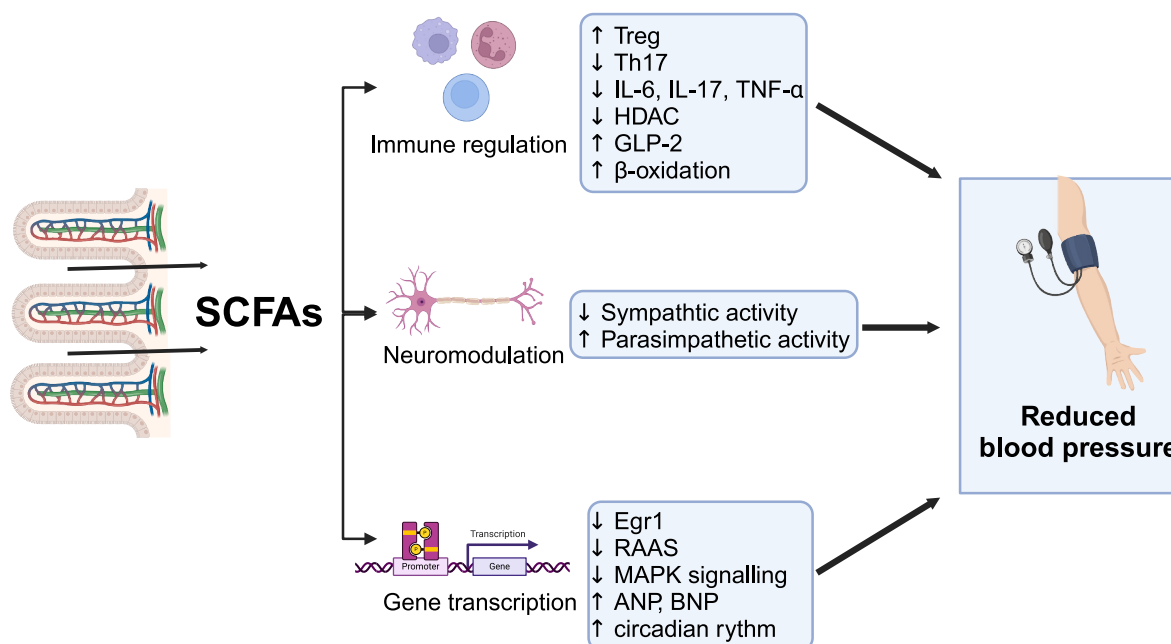 SCFAs
Immune regulation
↑ Treg
↓ Th17
↓ IL-6, IL-17, TNF-α
↓ HDAC
↑ GLP-2
↑ β-oxidation
Neuromodulation
↓ Sympathtic activity
↑ Parasimpathetic activity
P
P
Transcription
Promoter
Gene
Gene transcription
↓ Egr1
↓ RAAS
↓ MAPK signalling
↑ ANP, BNP
↑ circadian rythm
Reduced
blood pressure